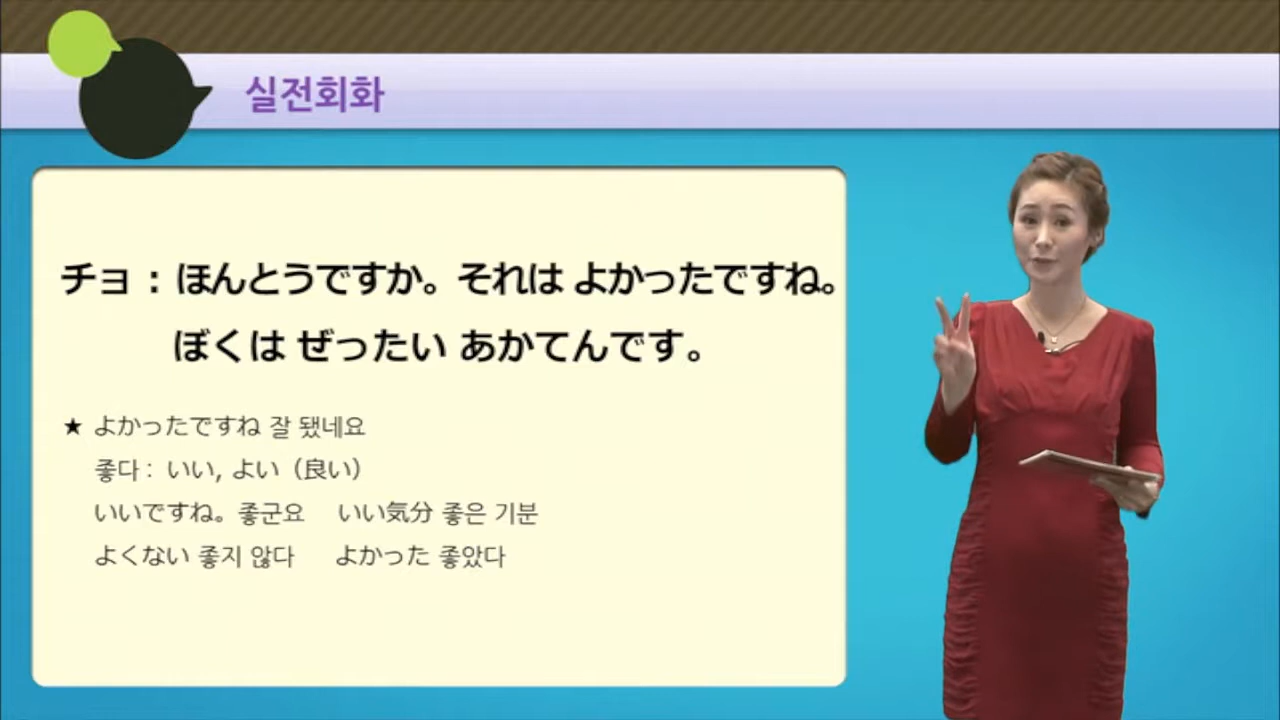 실전회화
チョ : ほんとうですか。それは よかったですね。
ぼくは ぜったい あかてんです。
★ よかったですね 잘 됐네요
좋다 : いい, よい（良い）
いいですね。좋군요 いい気分 좋은 기분
よくない 좋지 않다 よかった 좋았다